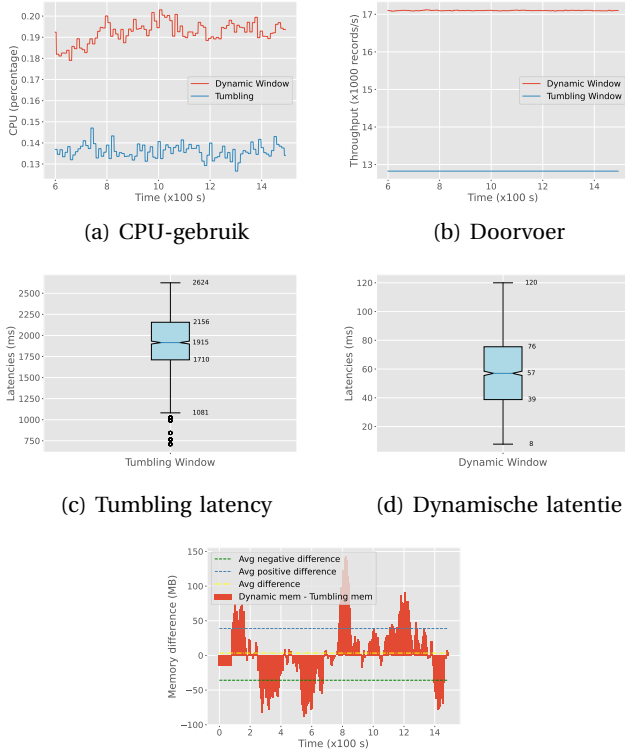 0.20
0.19
0.18
0.17
0.16
0.15
0.14
0.13
CPU (percentage)
Dynamic Window
Tumbling
6 8 10 12 14
Time (x100 s)
(a) CPU-gebruik
17
16
15
14
13
Throughput (x1000 records/s)
Dynamic Window
Tumbling Window
6 8 10 12 14
Time (x100 s)
(b) Doorvoer
2500
2250
2000
1750
1500
1250
1000
750
Latencies (ms)
2624
2156
1915
1710
1081
Tumbling Window
(c) Tumbling latency
120
100
80
60
40
20
Latencies (ms)
120
76
57
39
8
Dynamic Window
(d) Dynamische latentie
150
100
50
0
−50
−100
Memory difference (MB)
Avg negative difference
Avg positive difference
Avg difference
Dynamic mem - Tumbling mem
0 2 4 6 8 10 12 14
Time (x100 s)